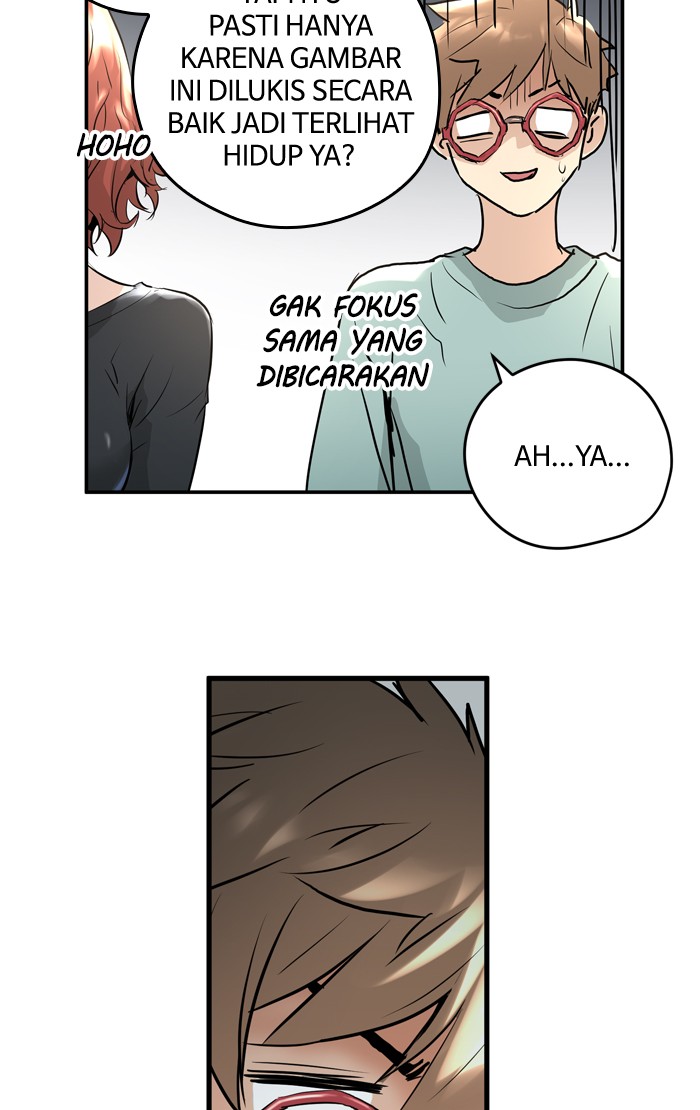 PASTI HANYA
KARENA GAMBAR
INI DILUKIS SECARA
BAIK JADI TERLIHAT
HIDUP YA?
HOHO
GAK FOKUS
SAMA YANG
DIBICARAKAN
AH...YA...